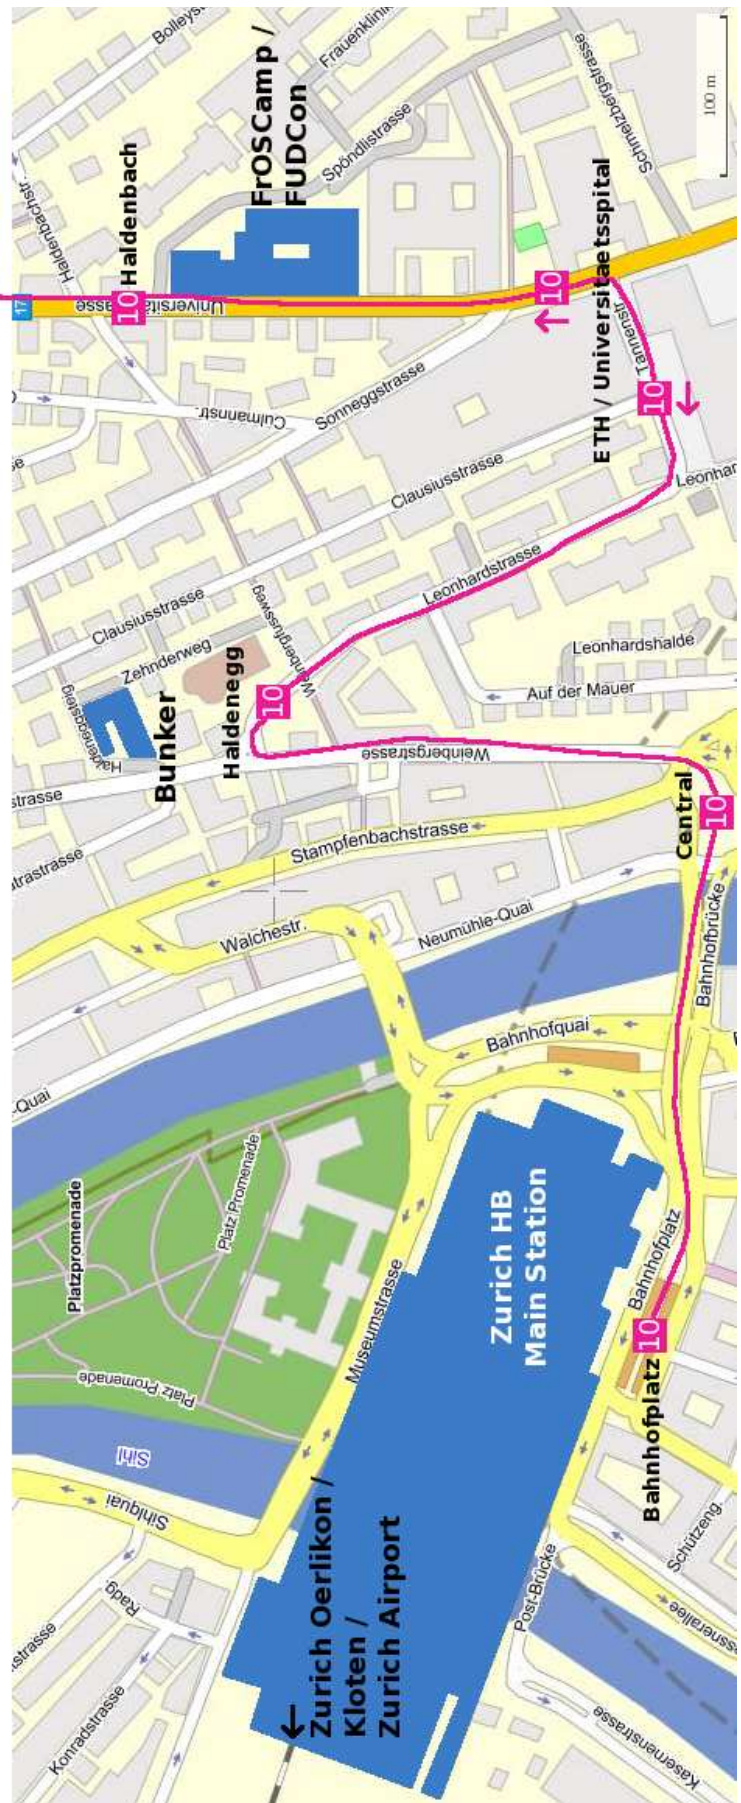 Zurich Oerlikon /
Kloten /
Zurich Airport
Konradstrasse
Radg.
Sihlquai
Sihl
Platz Promenade
Platzpromenade
Platz Promenade
Museumstrasse
Zurich HB
Main Station
Post-Brücke
Kasernenstrasse
Schützeng.
Bahnhofplatz
10
Bahnhofplatz
Bahnhofquai
Bahnhofbrücke
-Quai
Neumühle-Quai
Walchestr.
Stampfenbachstrasse
Central
10
Weinbergstrasse
Bunker
Haldeneggsteig
Zehnderweg
Haldenegg
10
Weinbergfussweg
Auf der Mauer
Leonhardshalde
Leonhardstrasse
Clausiusstrasse
Clausiusstrasse
Sonneggstrasse
Culmannstr.
ETH / Universitaetsspital
10
←
Tannenstr.
10
→
Schmelzbergstrasse
Haldenbachstr.
17
10
Haldenbach
FrOSCamp /
FUDCon
Spöndlistrasse
100 m